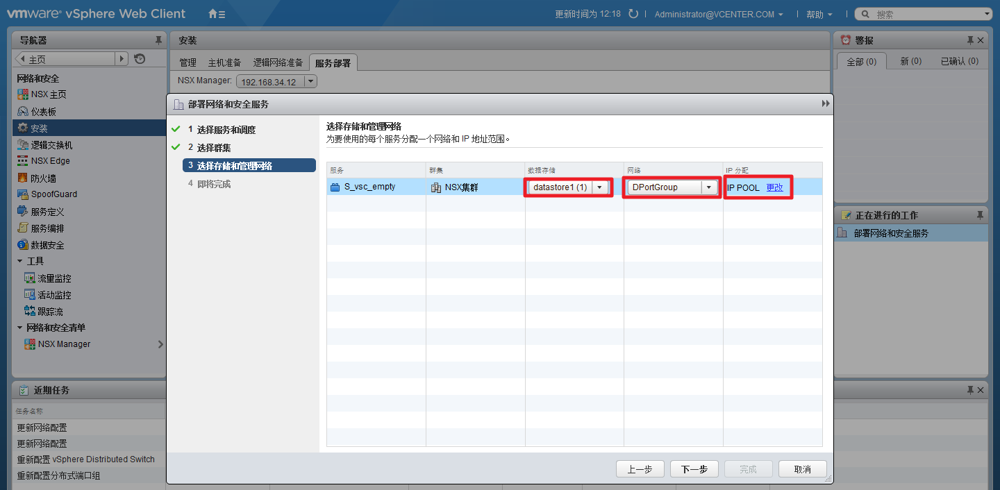 vmware® vSphere Web Client
更新时间为 12:18
Administrator@VCENTER.COM
帮助
搜索
导航器
主页
网络和安全
NSX 主页
仪表板
安装
逻辑交换机
NSX Edge
防火墙
SpoofGuard
服务定义
服务编排
数据安全
工具
流量监控
活动监控
跟踪流
网络和安全清单
NSX Manager
安装
管理 主机准备 逻辑网络准备 服务部署
NSX Manager: 192.168.34.12
部署网络和安全服务
1 选择服务和调度
2 选择群集
3 选择存储和管理网络
4 即将完成
选择存储和管理网络
为要使用的每个服务分配一个网络和 IP 地址范围。
服务 群集 数据存储 网络 IP 分配
S_vsc_empty NSX集群 datastore1 (1) DPortGroup IP POOL 更改
上一步 下一步 完成 取消
警报
全部 (0) 新 (0) 已确认 (0)
正在进行的工作
部署网络和安全服务
近期任务
任务名称
更新网络配置
更新网络配置
重新配置 vSphere Distributed Switch
重新配置分布式端口组